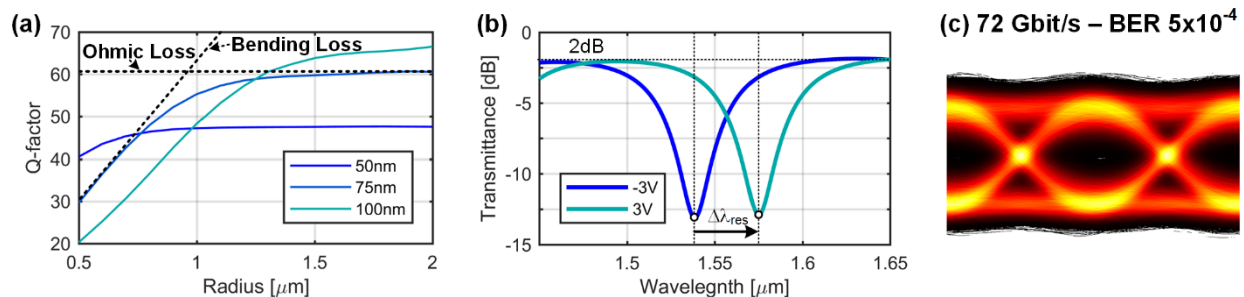 (a)
70
60
50
40
30
20
Q-factor
Ohmic Loss
Bending Loss
50nm
75nm
100nm
0.5
1
1.5
2
Radius [μm]
(b)
0
-5
-10
-15
Transmittance [dB]
2dB
-3V
3V
Δλres
1.5
1.55
1.6
1.65
Wavelegnth [μm]
(c) 72 Gbit/s – BER 5x10-4